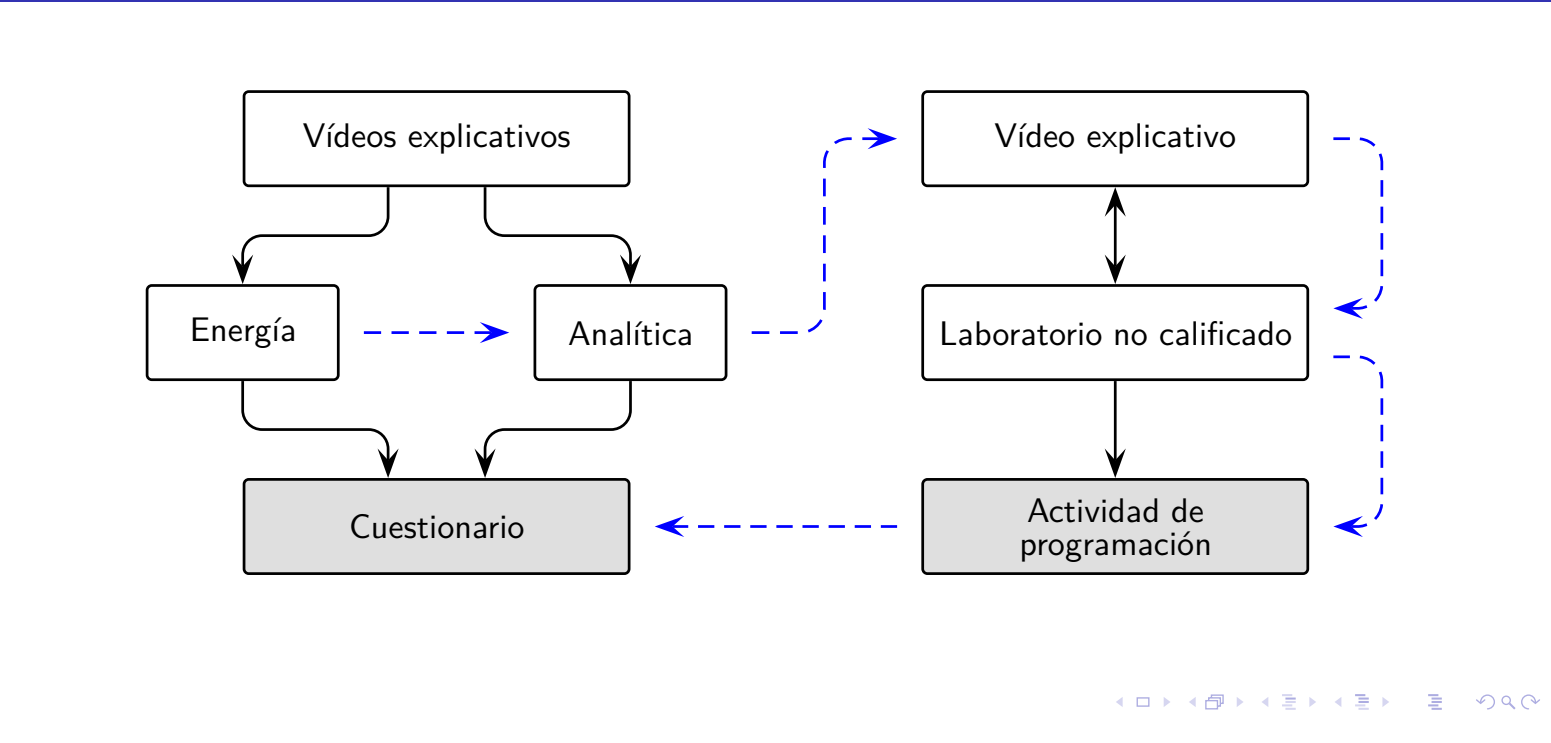 Vídeos explicativos
Vídeo explicativo
Energía
Analítica
Laboratorio no calificado
Cuestionario
Actividad de
programación